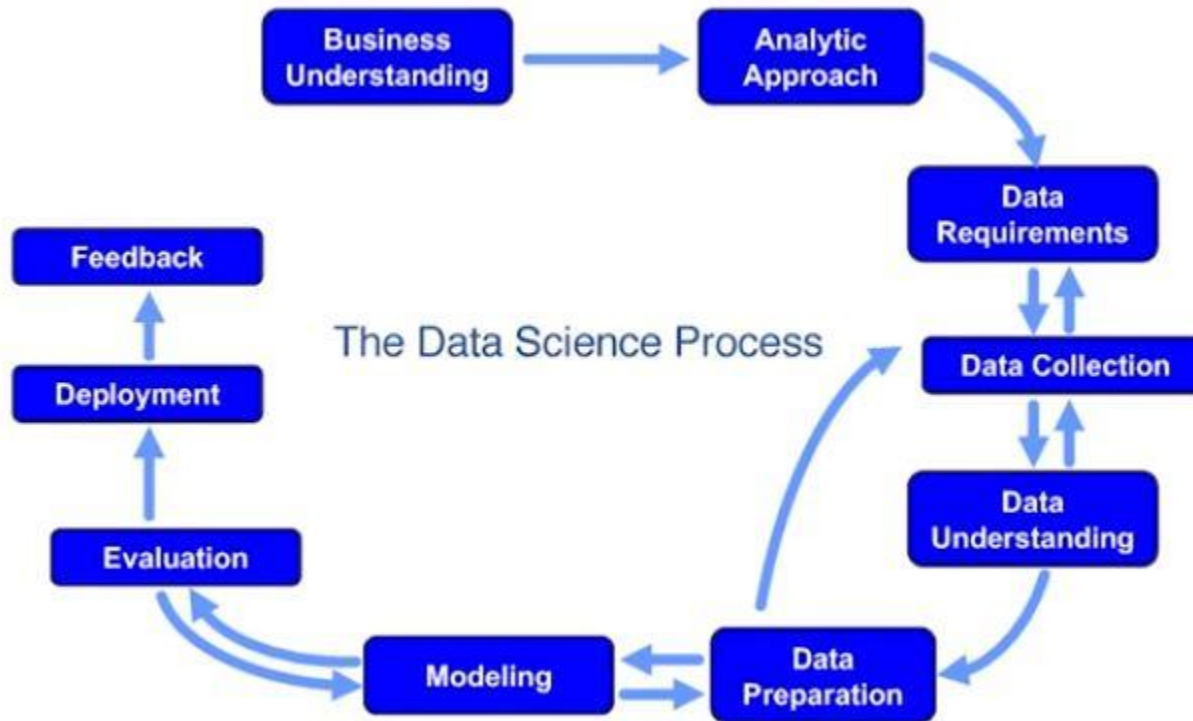 Business
Understanding
Analytic
Approach
Data
Requirements
Data Collection
Data
Understanding
Data
Preparation
Modeling
Evaluation
Deployment
Feedback
The Data Science Process